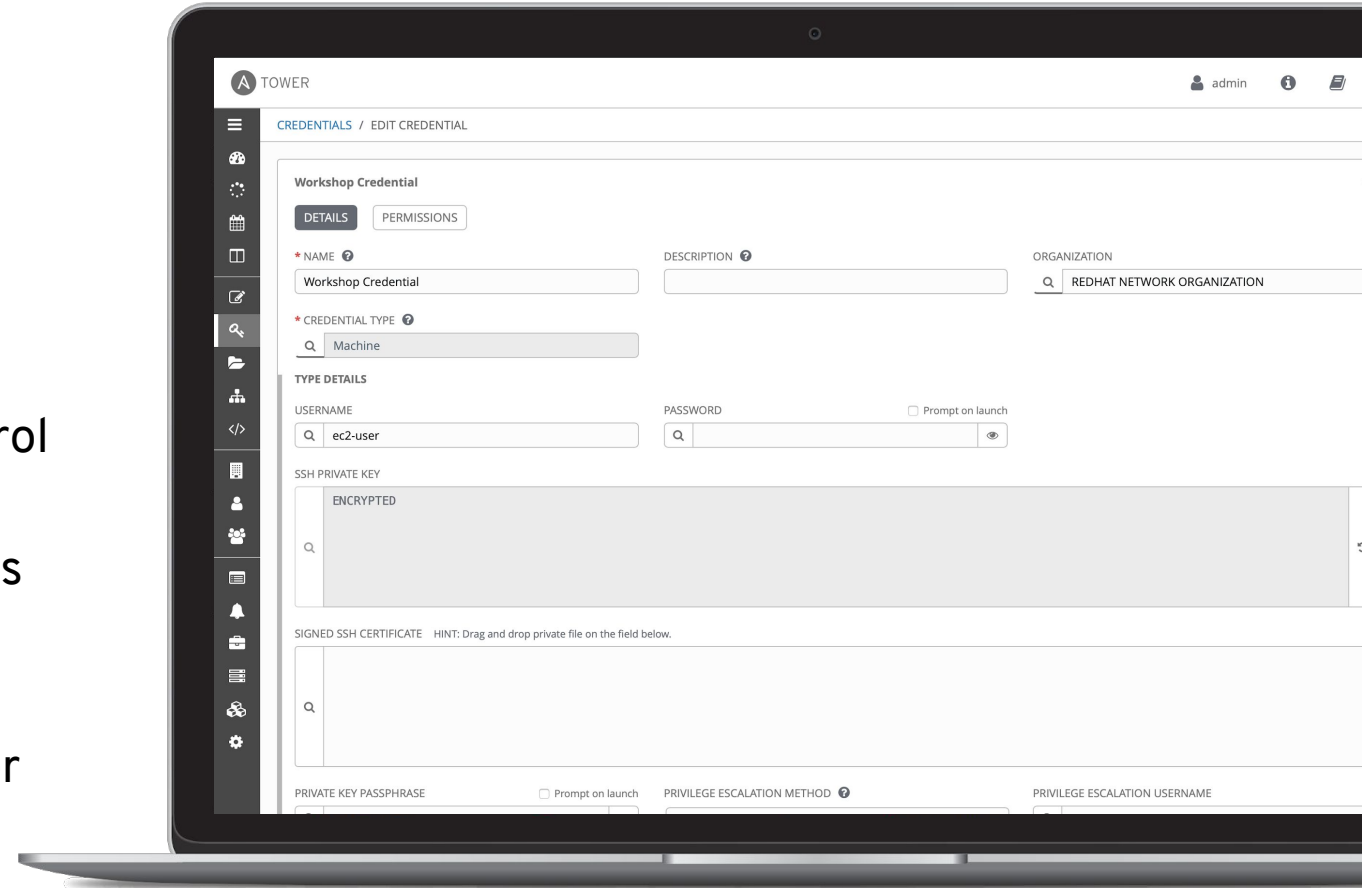 TOWER
admin
CREDENTIALS / EDIT CREDENTIAL
Workshop Credential
DETAILS PERMISSIONS
* NAME DESCRIPTION ORGANIZATION
Workshop Credential REDHAT NETWORK ORGANIZATION
* CREDENTIAL TYPE
Machine
TYPE DETAILS
USERNAME PASSWORD Prompt on launch
ec2-user
SSH PRIVATE KEY
ENCRYPTED
SIGNED SSH CERTIFICATE HINT: Drag and drop private file on the field below.
PRIVATE KEY PASSPHRASE Prompt on launch PRIVILEGE ESCALATION METHOD PRIVILEGE ESCALATION USERNAME
rol
s
r